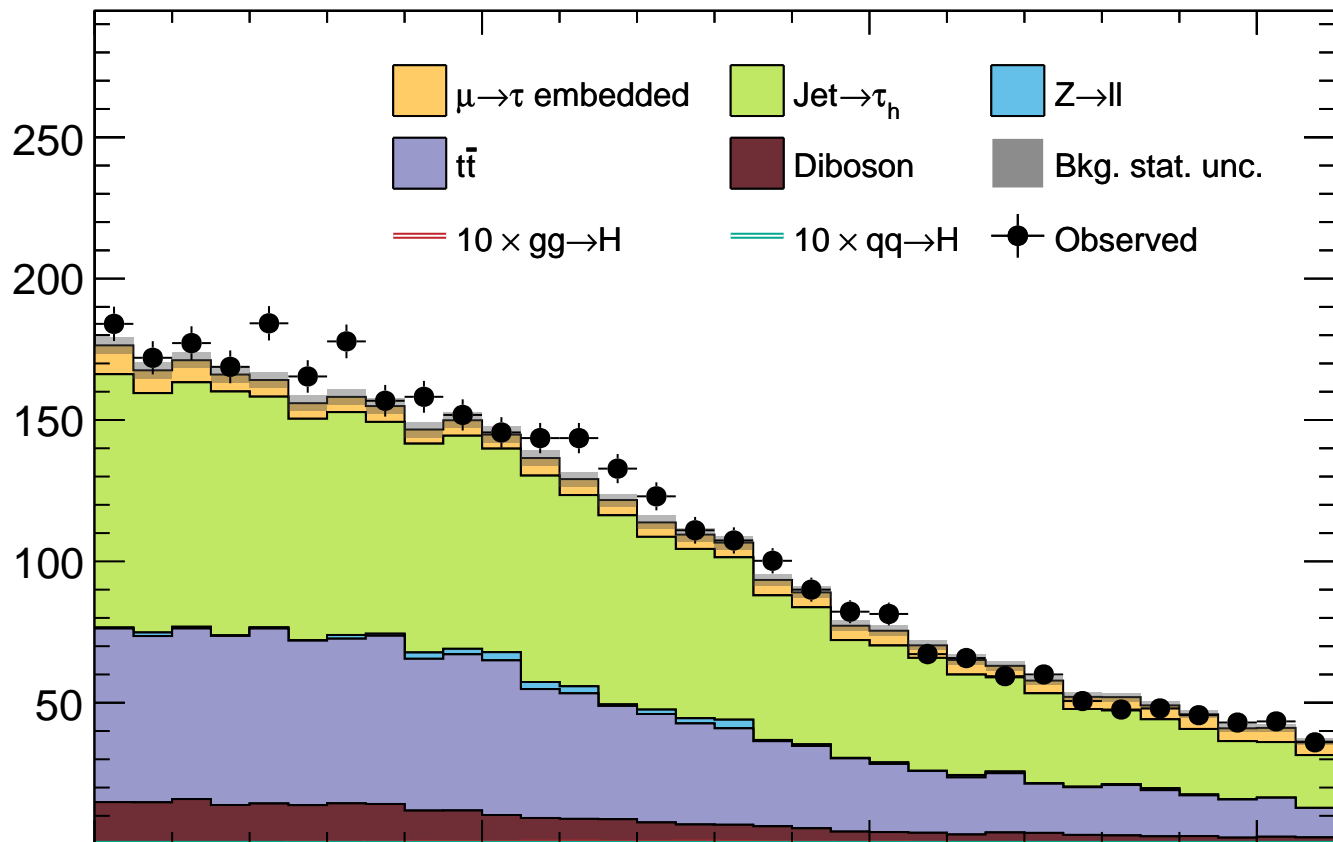 μ→τ embedded
Jet→τh
Z→ll
250
tt̄
Diboson
Bkg. stat. unc.
10 × gg→H
10 × qq→H
Observed
200
150
100
50